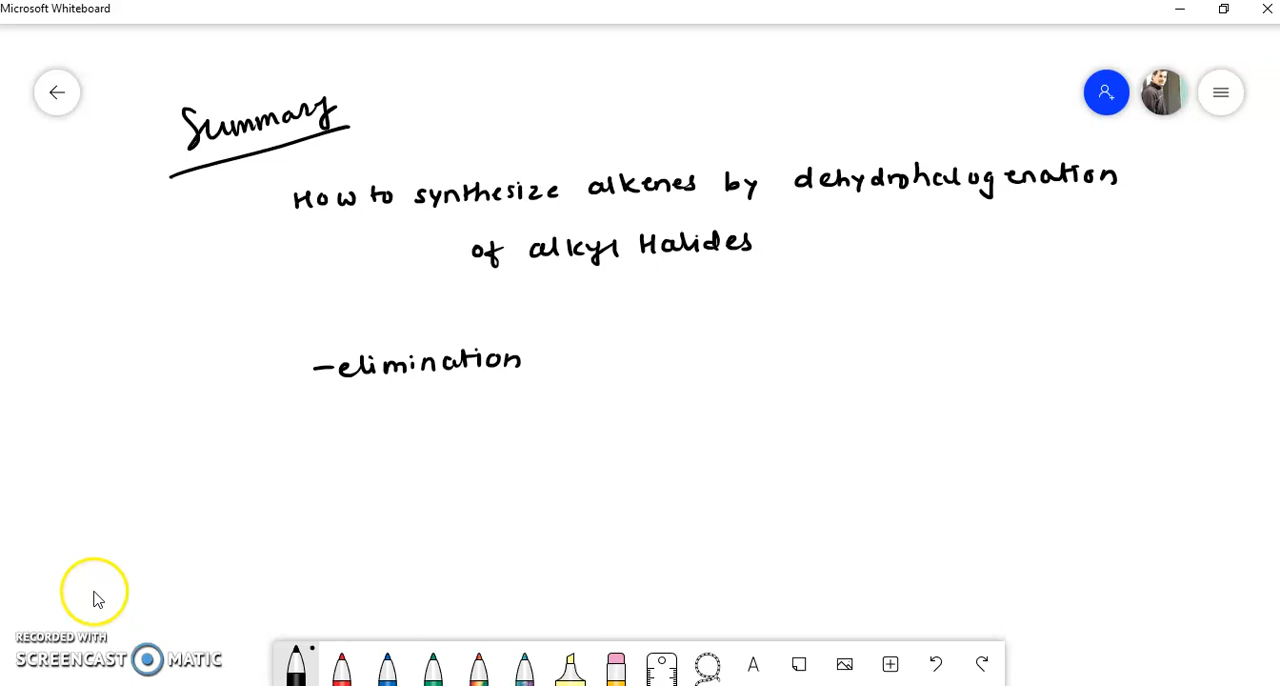 Microsoft Whiteboard
Summary
How to synthesize alkenes by dehydrohalogenation
of alkyl Halides
- elimination
RECORDED WITH
SCREENCAST MATIC
A